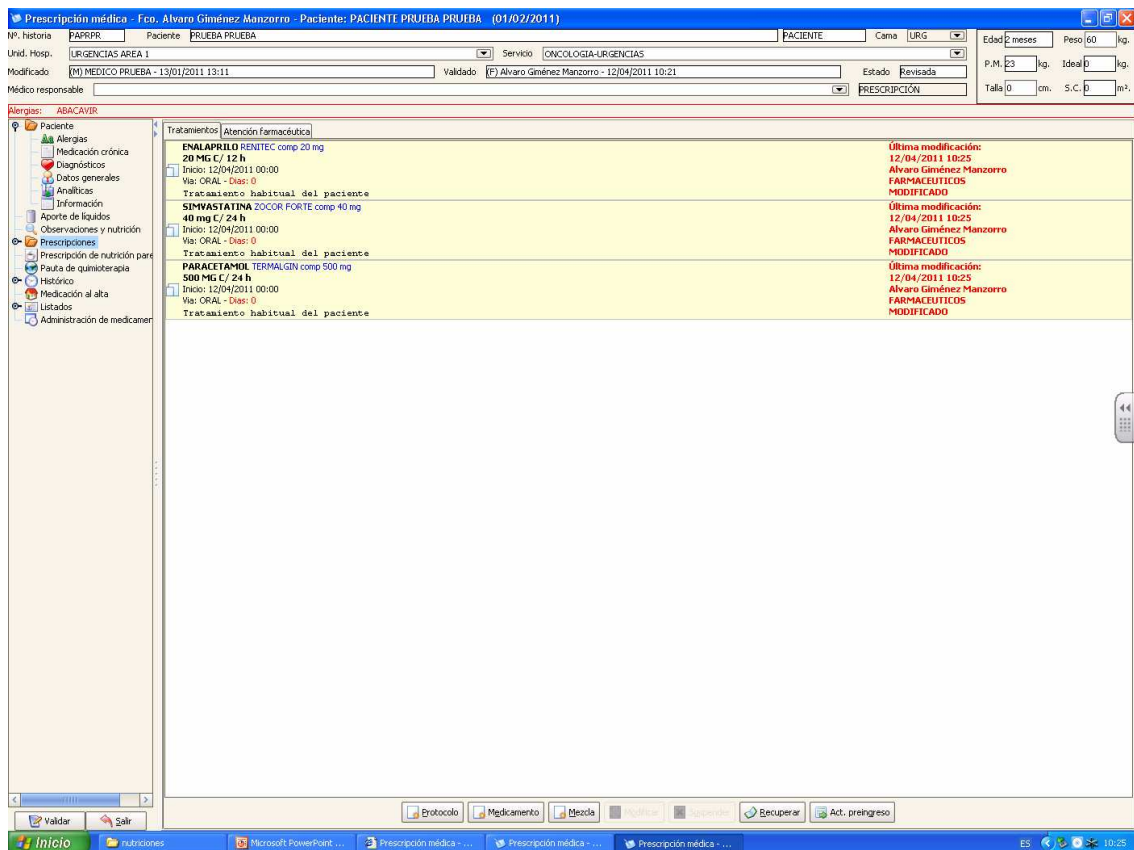 Prescripción médica - Fco. Alvaro Giménez Manzorro - Paciente: PACIENTE PRUEBA PRUEBA (01/02/2011)
Nº. historia PAPRPR Paciente PRUEBA PRUEBA PACIENTE Cama URG
Unid. Hosp. URGENCIAS AREA 1 Servicio ONCOLOGIA-URGENCIAS
Modificado (M) MEDICO PRUEBA - 13/01/2011 13:11 Validado (F) Alvaro Giménez Manzorro - 12/04/2011 10:21 Estado Revisada
Médico responsable PRESCRIPCIÓN
Edad 2 meses Peso 60 kg.
P.M. 23 kg. Ideal 0 kg.
Talla 0 cm. S.C. 0 m².
Alergias: ABACAVIR
Paciente
Alergias
Medicación crónica
Diagnósticos
Datos generales
Analíticas
Información
Aporte de líquidos
Observaciones y nutrición
Prescripciones
Prescripción de nutrición pare
Pauta de quimioterapia
Histórico
Medicación al alta
Listados
Administración de medicamen
Tratamientos Atención farmacéutica
ENALAPRILO RENITEC comp 20 mg
20 MG C/ 12 h
Inicio: 12/04/2011 00:00
Via: ORAL - Dias: 0
Tratamiento habitual del paciente
Última modificación:
12/04/2011 10:25
Alvaro Giménez Manzorro
FARMACEUTICOS
MODIFICADO
SIMVASTATINA ZOCOR FORTE comp 40 mg
40 mg C/ 24 h
Inicio: 12/04/2011 00:00
Via: ORAL - Dias: 0
Tratamiento habitual del paciente
Última modificación:
12/04/2011 10:25
Alvaro Giménez Manzorro
FARMACEUTICOS
MODIFICADO
PARACETAMOL TERMALGIN comp 500 mg
500 MG C/ 24 h
Inicio: 12/04/2011 00:00
Via: ORAL - Dias: 0
Tratamiento habitual del paciente
Última modificación:
12/04/2011 10:25
Alvaro Giménez Manzorro
FARMACEUTICOS
MODIFICADO
Protocolo Medicamento Mezcla Modificar Suspender Recuperar Act. preingreso
Validar Salir
Inicio nutriciones Microsoft PowerPoint ... Prescripción médica - ... Prescripción médica - ... Prescripción médica - ... ES 10:25